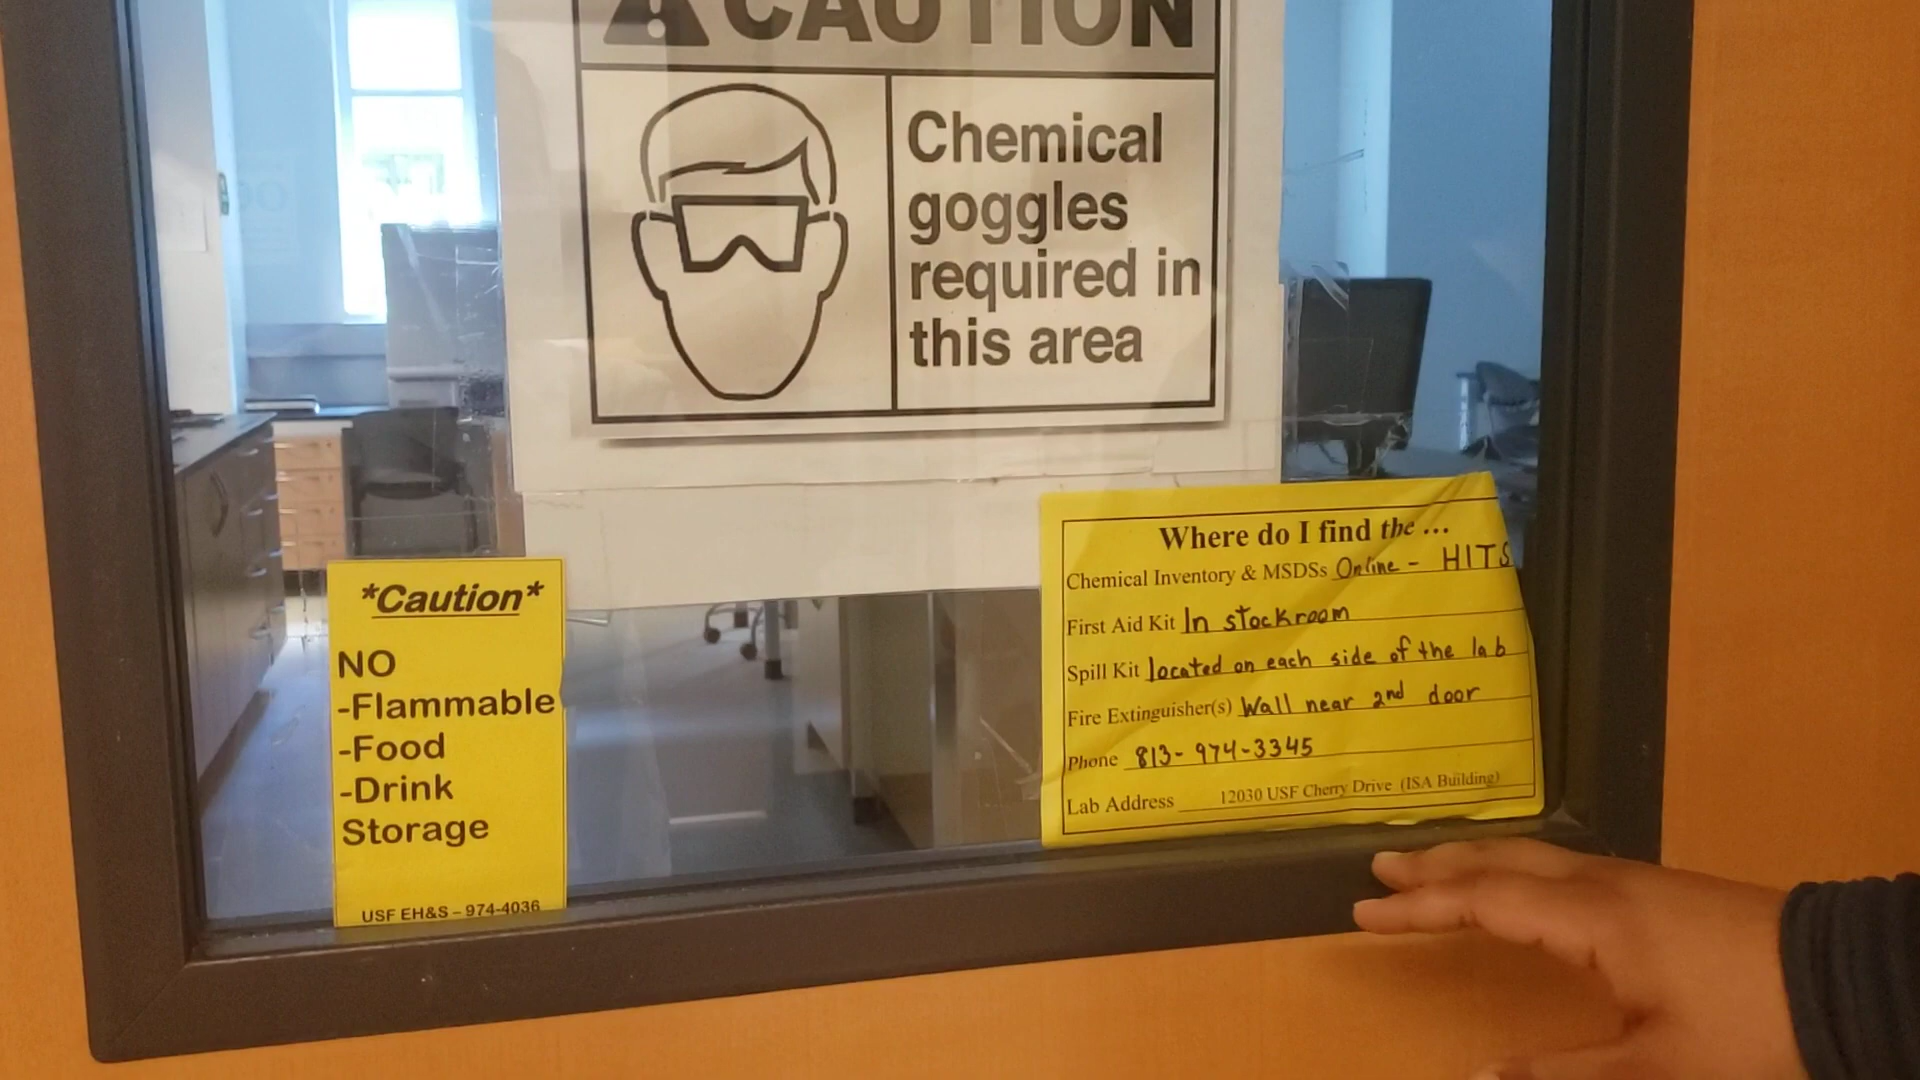 CAUTION
Chemical
goggles
required in
this area
*Caution*
NO
-Flammable
-Food
-Drink
Storage
USF EH&S – 974-4036
Where do I find the ...
Chemical Inventory & MSDSs Online - HITS
First Aid Kit In stockroom
Spill Kit located on each side of the lab
Fire Extinguisher(s) Wall near 2nd door
Phone 813-974-3345
Lab Address 12030 USF Cherry Drive (ISA Building)